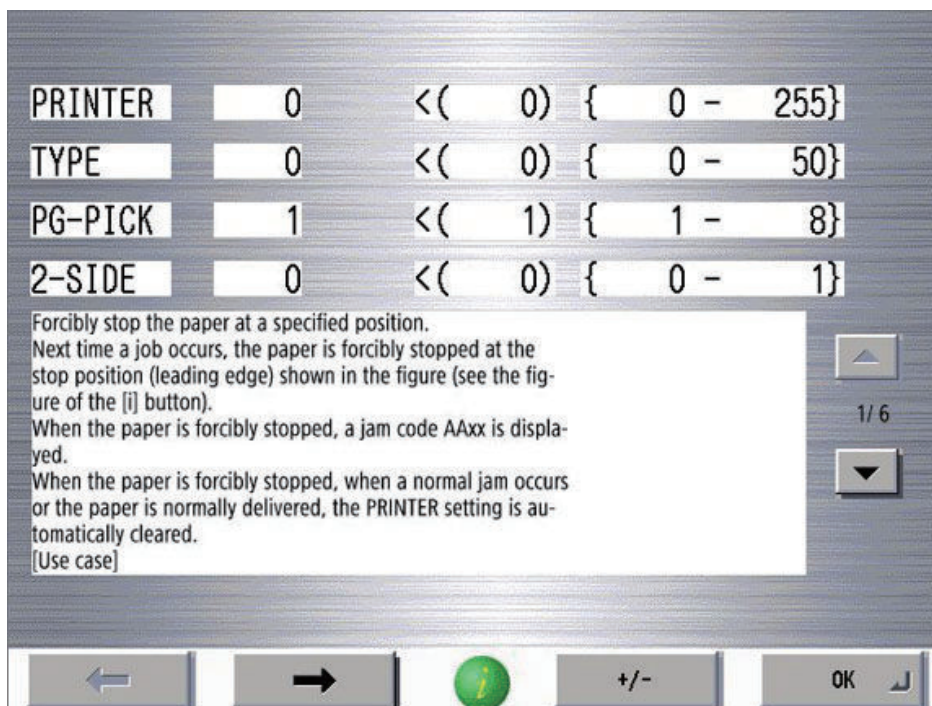 PRINTER 0 <( 0) { 0 - 255}
TYPE 0 <( 0) { 0 - 50}
PG-PICK 1 <( 1) { 1 - 8}
2-SIDE 0 <( 0) { 0 - 1}
Forcibly stop the paper at a specified position.
Next time a job occurs, the paper is forcibly stopped at the
stop position (leading edge) shown in the figure (see the fig-
ure of the [i] button).
When the paper is forcibly stopped, a jam code AAxx is displa-
yed.
When the paper is forcibly stopped, when a normal jam occurs
or the paper is normally delivered, the PRINTER setting is au-
tomatically cleared.
[Use case]
1/ 6
i
+/-
OK